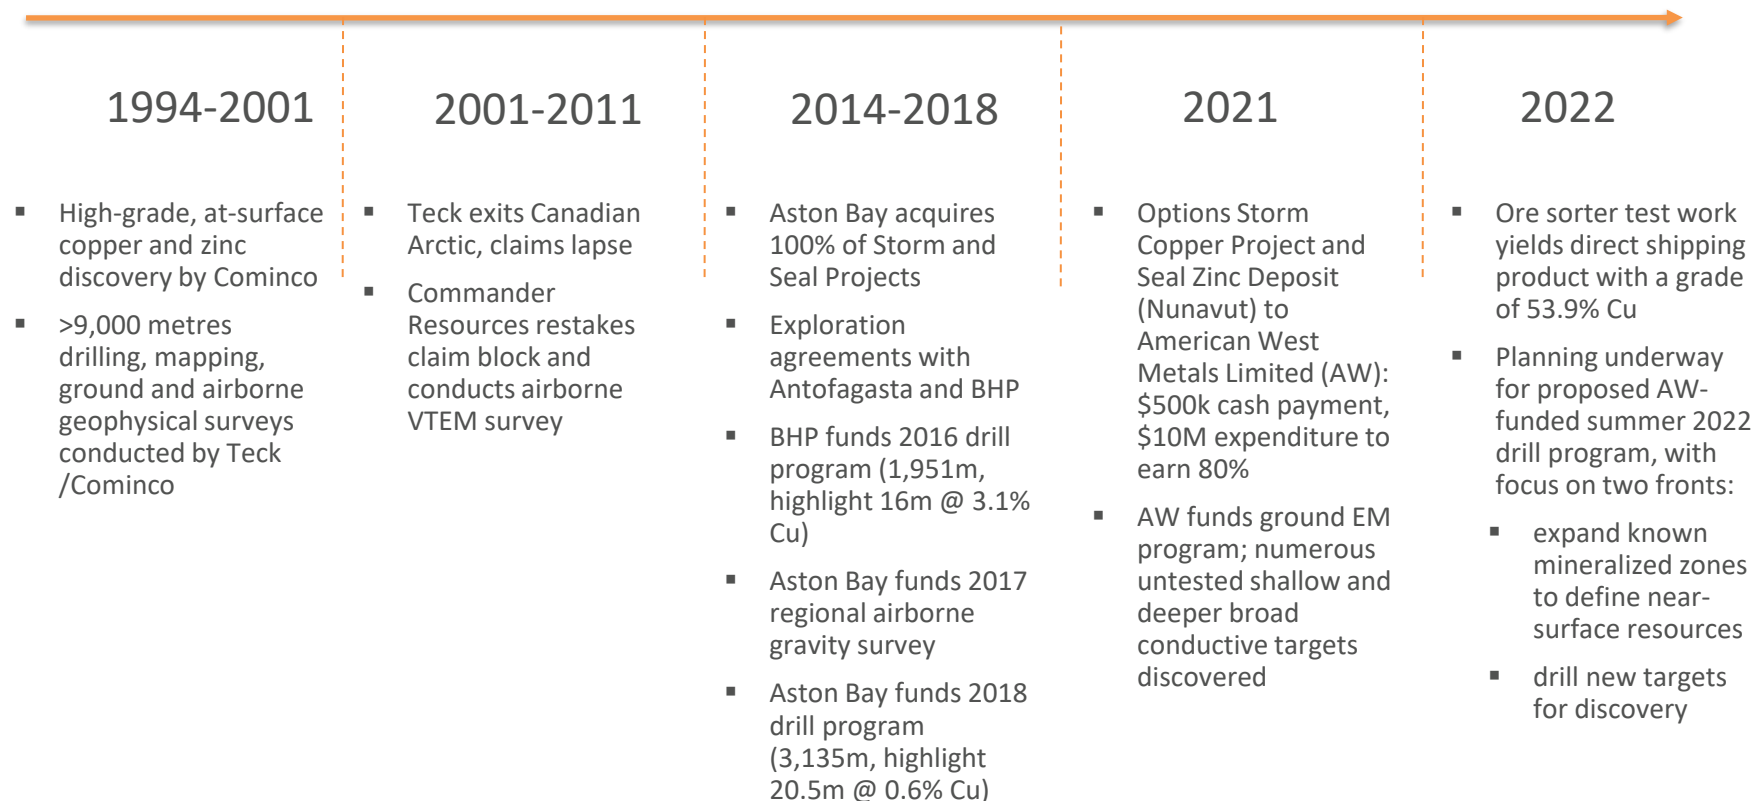 1994-2001
▪ High-grade, at-surface
copper and zinc
discovery by Cominco
▪ >9,000 metres
drilling, mapping,
ground and airborne
geophysical surveys
conducted by Teck
/Cominco
2001-2011
▪ Teck exits Canadian
Arctic, claims lapse
▪ Commander
Resources restakes
claim block and
conducts airborne
VTEM survey
2014-2018
▪ Aston Bay acquires
100% of Storm and
Seal Projects
▪ Exploration
agreements with
Antofagasta and BHP
▪ BHP funds 2016 drill
program (1,951m,
highlight 16m @ 3.1%
Cu)
▪ Aston Bay funds 2017
regional airborne
gravity survey
▪ Aston Bay funds 2018
drill program
(3,135m, highlight
20.5m @ 0.6% Cu)
2021
▪ Options Storm
Copper Project and
Seal Zinc Deposit
(Nunavut) to
American West
Metals Limited (AW):
$500k cash payment,
$10M expenditure to
earn 80%
▪ AW funds ground EM
program; numerous
untested shallow and
deeper broad
conductive targets
discovered
2022
▪ Ore sorter test work
yields direct shipping
product with a grade
of 53.9% Cu
▪ Planning underway
for proposed AW-
funded summer 2022
drill program, with
focus on two fronts:
▪ expand known
mineralized zones
to define near-
surface resources
▪ drill new targets
for discovery